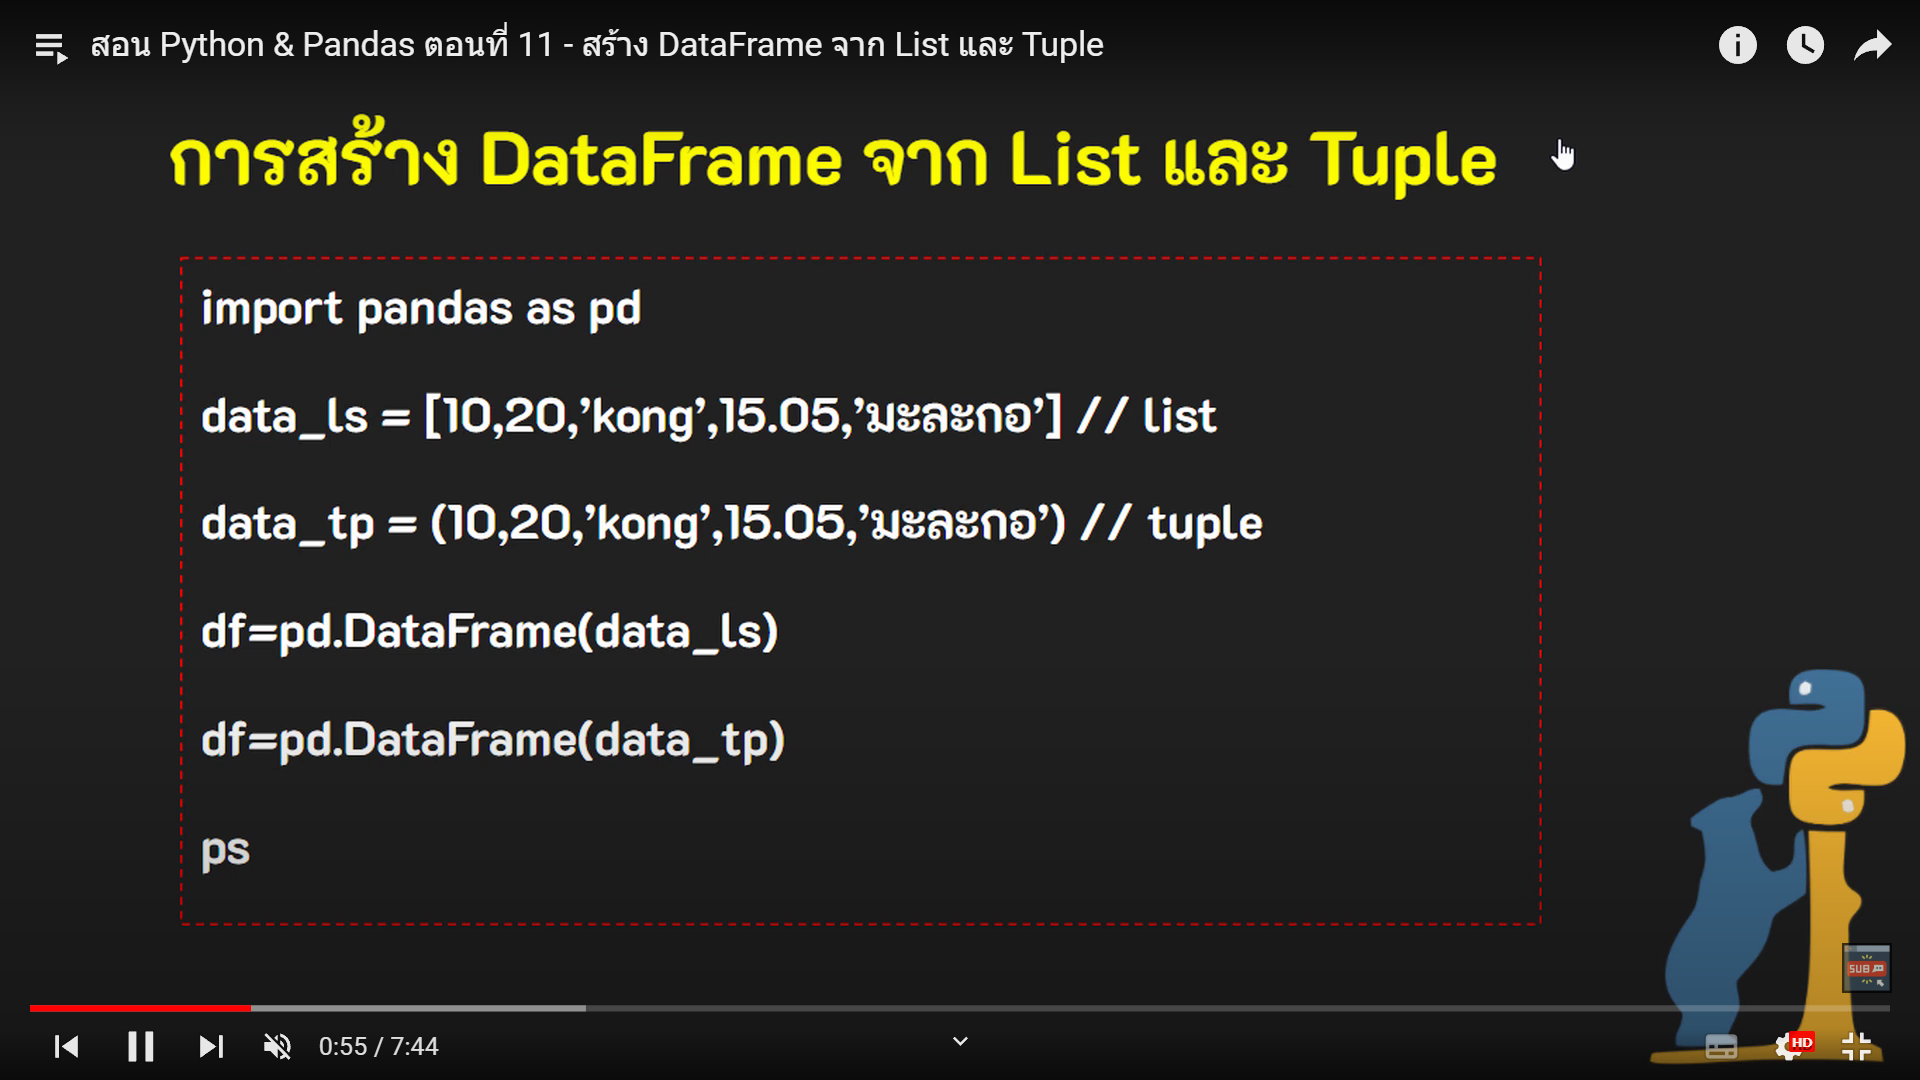 สอน Python & Pandas ตอนที่ 11 - สร้าง DataFrame จาก List และ Tuple
การสร้าง DataFrame จาก List และ Tuple
import pandas as pd
data_ls = [10,20,’kong’,15.05,’มะละกอ’] // list
data_tp = (10,20,’kong’,15.05,’มะละกอ’) // tuple
df=pd.DataFrame(data_ls)
df=pd.DataFrame(data_tp)
ps
SUB
0:55 / 7:44
HD